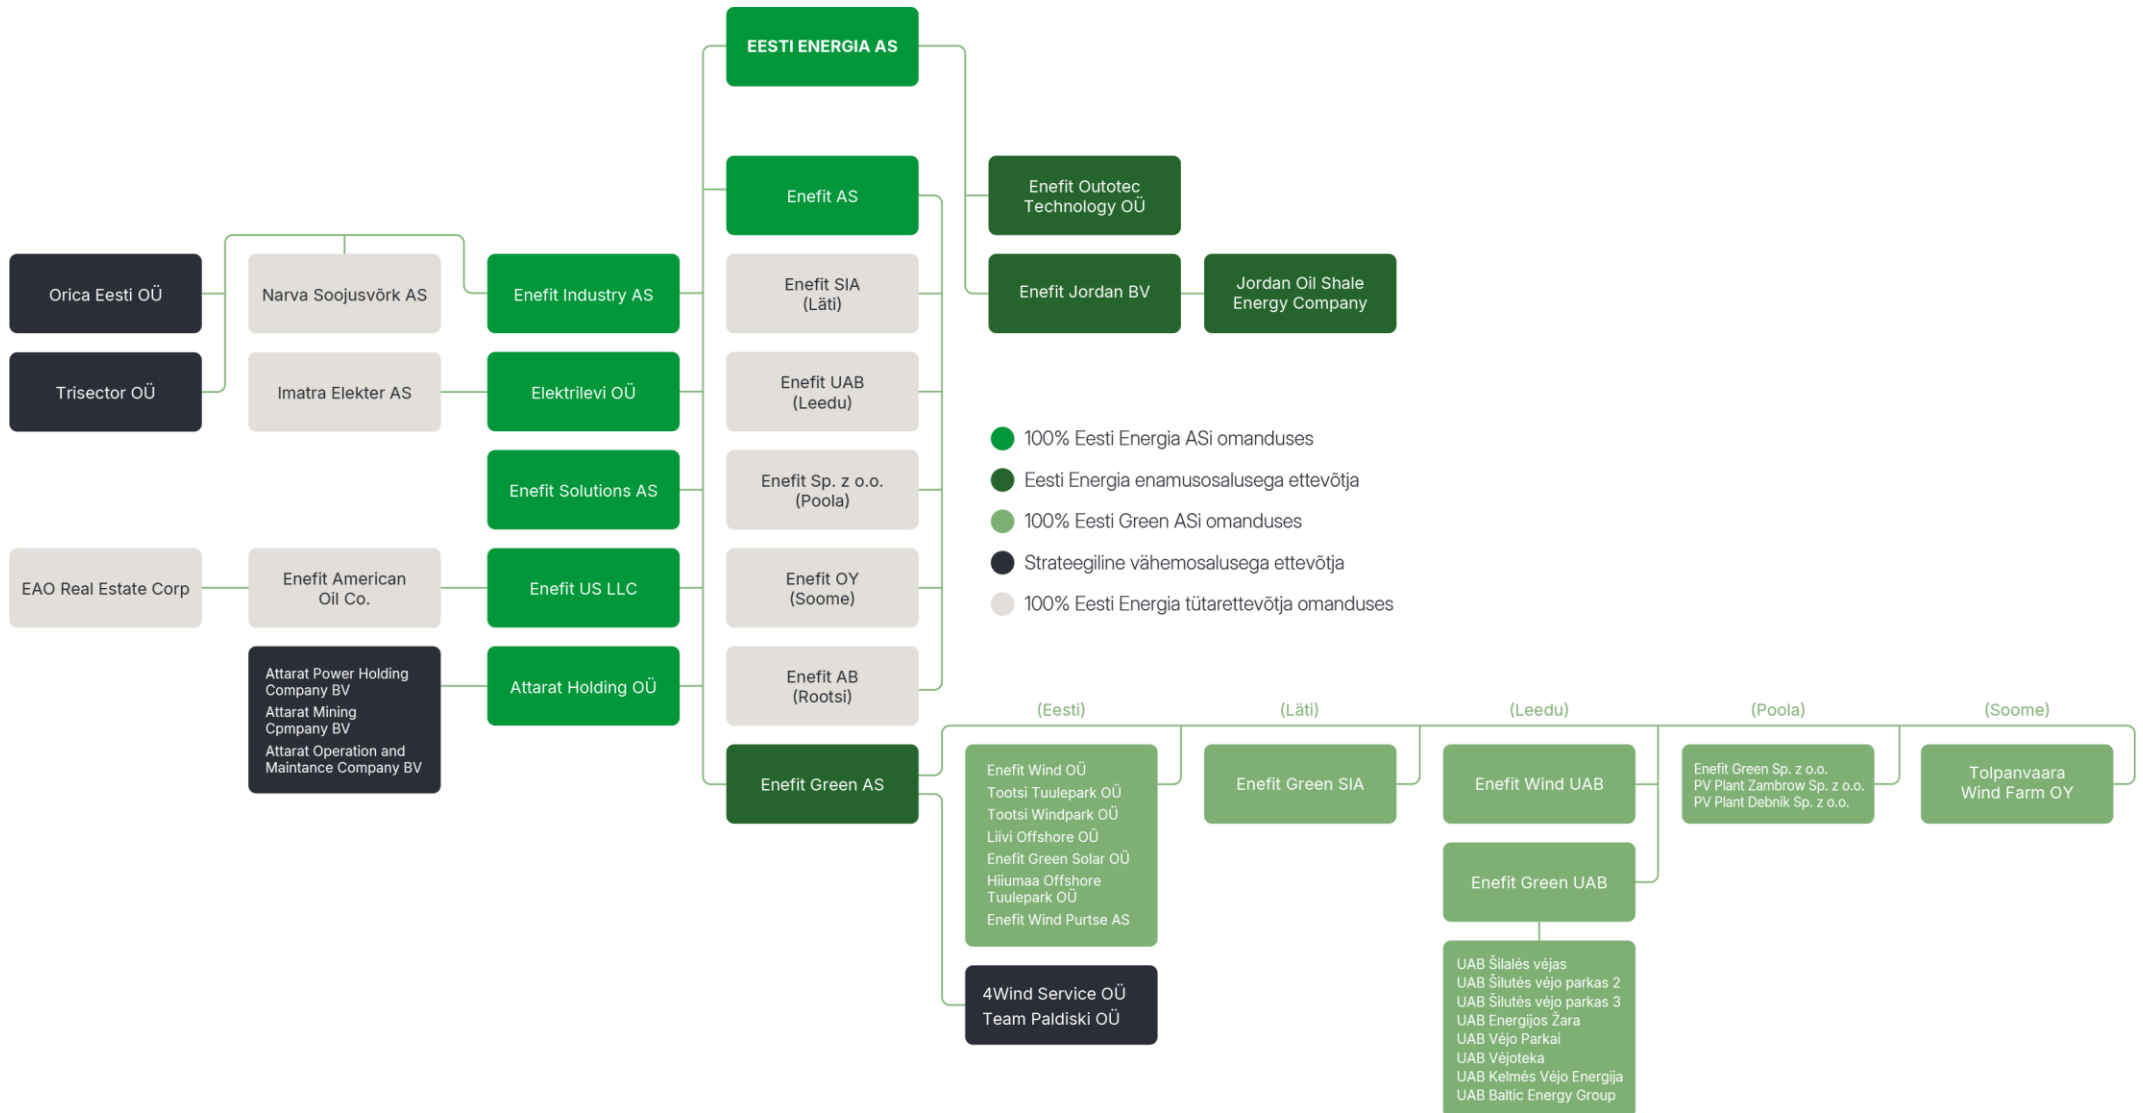 EESTI ENERGIA AS
Enefit AS
Enefit Outotec
Technology OÜ
Orica Eesti OÜ
Narva Soojusvõrk AS
Enefit Industry AS
Enefit SIA
(Läti)
Enefit Jordan BV
Jordan Oil Shale
Energy Company
Trisector OÜ
Imatra Elekter AS
Elektrilevi OÜ
Enefit UAB
(Leedu)
Enefit Solutions AS
Enefit Sp. z o.o.
(Poola)
100% Eesti Energia ASi omanduses
Eesti Energia enamusosalusega ettevõtja
100% Eesti Green ASi omanduses
Strateegiline vähemosalusega ettevõtja
100% Eesti Energia tütarettevõtja omanduses
EAO Real Estate Corp
Enefit American
Oil Co.
Enefit US LLC
Enefit OY
(Soome)
Attarat Power Holding
Company BV
Attarat Mining
Cpmpany BV
Attarat Operation and
Maintance Company BV
Attarat Holding OÜ
Enefit AB
(Rootsi)
Enefit Green AS
(Eesti)
(Läti)
(Leedu)
(Poola)
(Soome)
Enefit Wind OÜ
Tootsi Tuulepark OÜ
Tootsi Windpark OÜ
Liivi Offshore OÜ
Enefit Green Solar OÜ
Hiiumaa Offshore
Tuulepark OÜ
Enefit Wind Purtse AS
Enefit Green SIA
Enefit Wind UAB
Enefit Green Sp. z o.o.
PV Plant Zambrow Sp. z o.o.
PV Plant Debnik Sp. z o.o.
Tolpanvaara
Wind Farm OY
Enefit Green UAB
4Wind Service OÜ
Team Paldiski OÜ
UAB Šilalės vėjas
UAB Šilutės vėjo parkas 2
UAB Šilutės vėjo parkas 3
UAB Energijos Žara
UAB Vėjo Parkai
UAB Vėjoteka
UAB Kelmės Vėjo Energija
UAB Baltic Energy Group